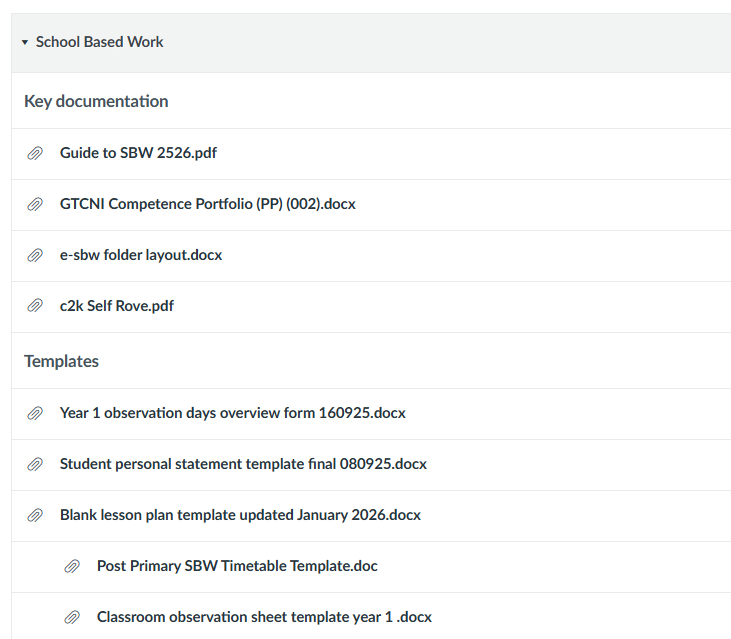 School Based Work
Key documentation
Guide to SBW 2526.pdf
GTCNI Competence Portfolio (PP) (002).docx
e-sbw folder layout.docx
c2k Self Rove.pdf
Templates
Year 1 observation days overview form 160925.docx
Student personal statement template final 080925.docx
Blank lesson plan template updated January 2026.docx
Post Primary SBW Timetable Template.doc
Classroom observation sheet template year 1 .docx